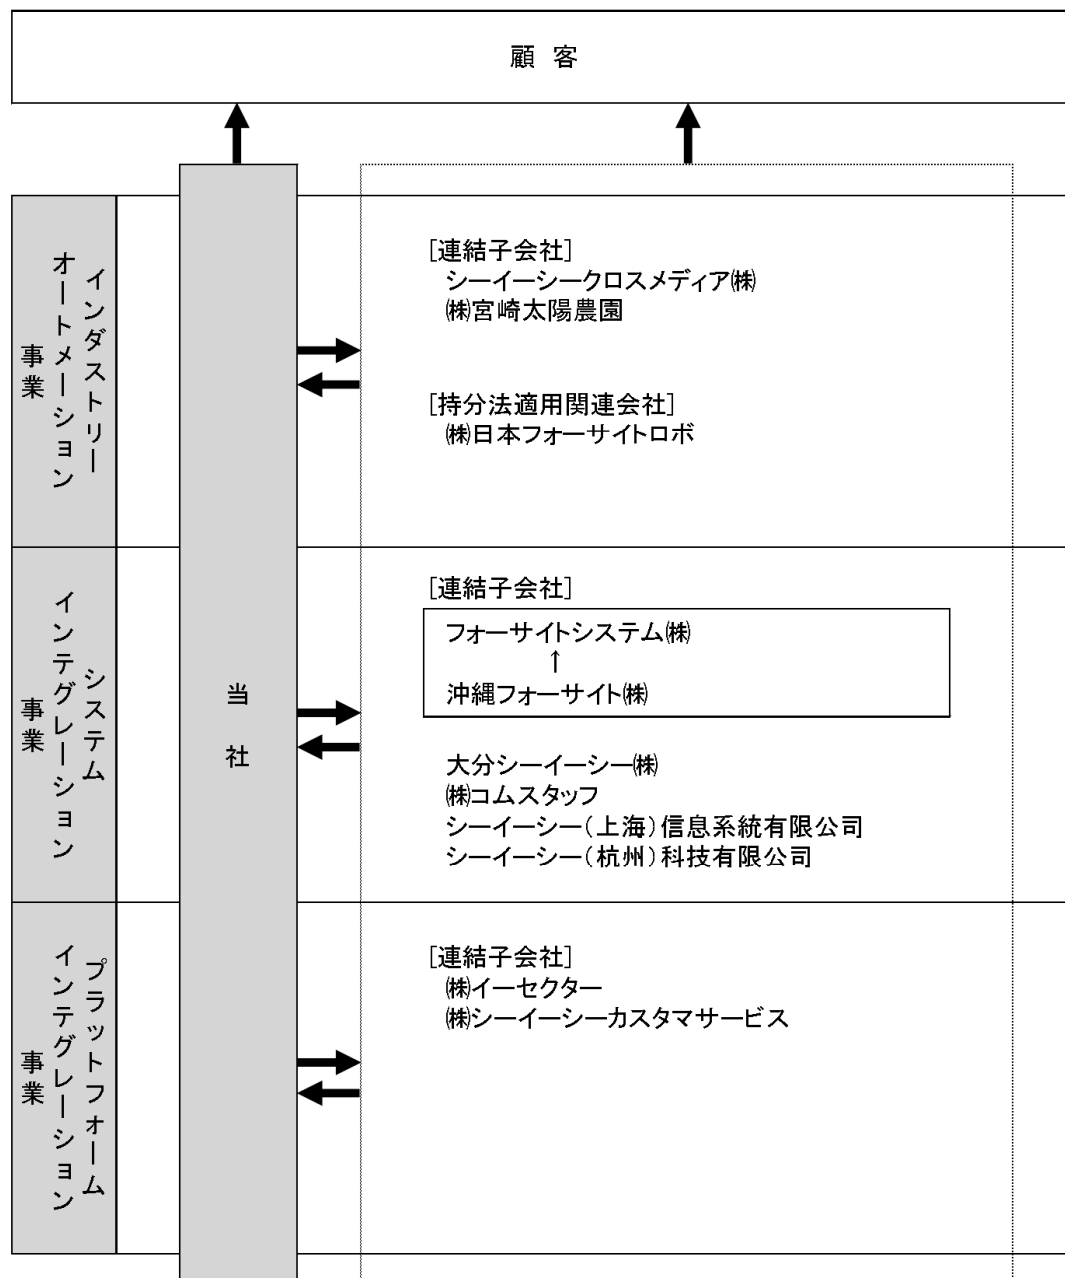 顧 客
インダストリー
オートメーション
事業
[連結子会社]
シーイーシークロスメディア㈱
㈱宮崎太陽農園
[持分法適用関連会社]
㈱日本フォーサイトロボ
当社
システム
インテグレーション
事業
[連結子会社]
フォーサイトシステム㈱
↑
沖縄フォーサイト㈱
大分シーイーシー㈱
㈱コムスタッフ
シーイーシー(上海)信息系統有限公司
シーイーシー(杭州)科技有限公司
プラットフォーム
インテグレーション
事業
[連結子会社]
㈱イーセクター
㈱シーイーシーカスタマサービス